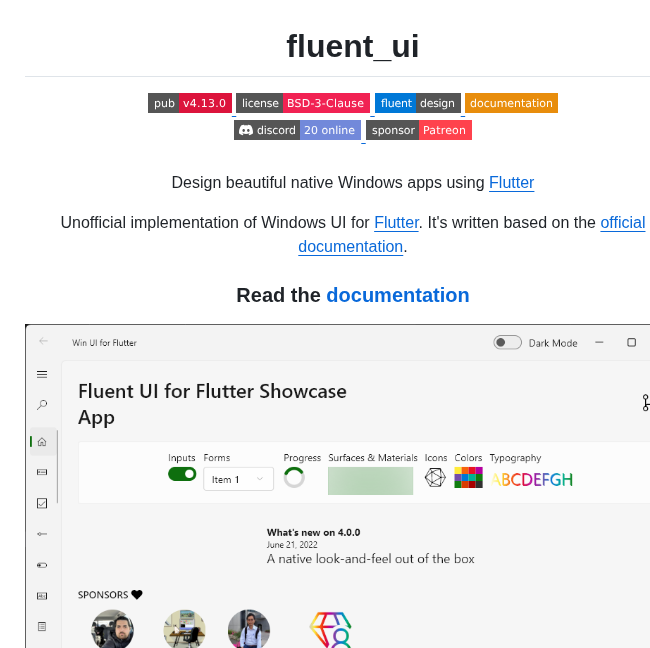 fluent_ui
pub v4.13.0 license BSD-3-Clause fluent design documentation
discord 20 online sponsor Patreon
Design beautiful native Windows apps using Flutter
Unofficial implementation of Windows UI for Flutter. It's written based on the official
documentation.
Read the documentation
Win UI for Flutter Dark Mode
Fluent UI for Flutter Showcase
App
Inputs Forms Progress Surfaces & Materials Icons Colors Typography
Item 1 ABCDEFGH
What's new on 4.0.0
June 21, 2022
A native look-and-feel out of the box
SPONSORS